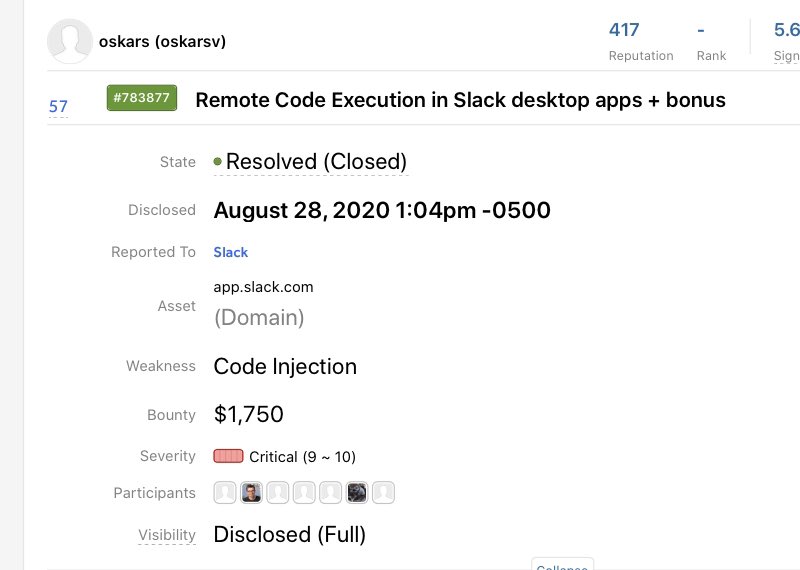 oskars (oskarsv)
417
-
5.6
Reputation
Rank
Sign
57
#783877
Remote Code Execution in Slack desktop apps + bonus
State
Resolved (Closed)
Disclosed
August 28, 2020 1:04pm -0500
Reported To
Slack
Asset
app.slack.com
(Domain)
Weakness
Code Injection
Bounty
$1,750
Severity
Critical (9 ~ 10)
Participants
Visibility
Disclosed (Full)
Collapse